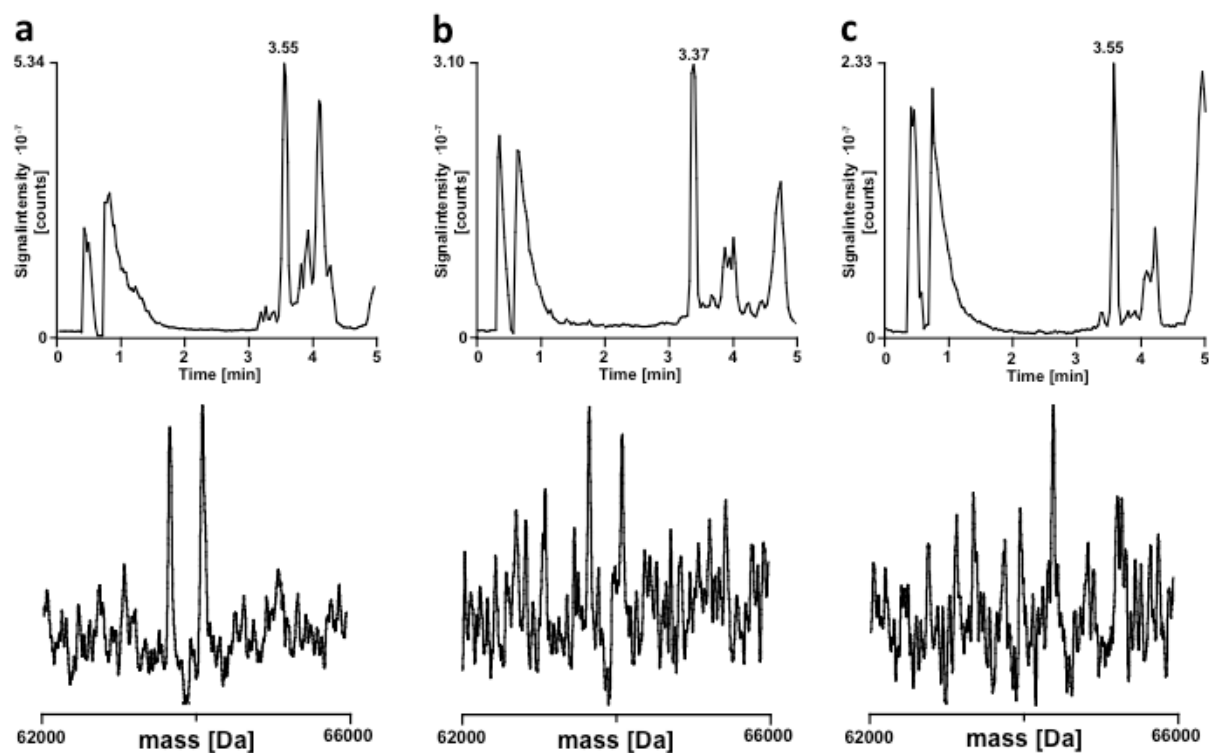 a
3.55
5.34
Signalintensity ·10⁻⁷
[counts]
0
0 1 2 3 4 5
Time [min]
b
3.37
3.10
Signalintensity ·10⁻⁷
[counts]
0
0 1 2 3 4 5
Time [min]
c
3.55
2.33
Signalintensity ·10⁻⁷
[counts]
0
0 1 2 3 4 5
Time [min]
62000 mass [Da] 66000
62000 mass [Da] 66000
62000 mass [Da] 66000